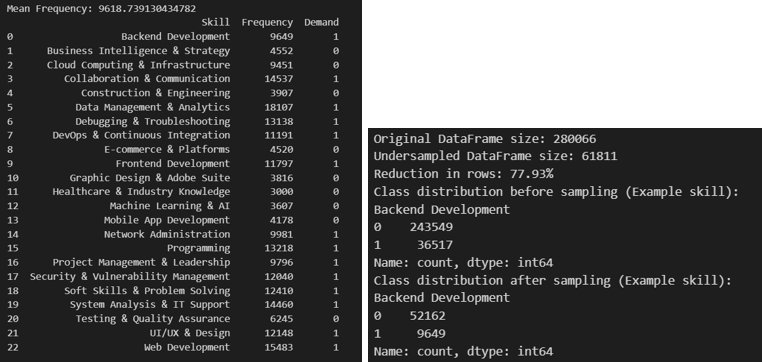 Mean Frequency: 9618.739130434782
Skill Frequency Demand
0 Backend Development 9649 1
1 Business Intelligence & Strategy 4552 0
2 Cloud Computing & Infrastructure 9451 0
3 Collaboration & Communication 14537 1
4 Construction & Engineering 3907 0
5 Data Management & Analytics 18107 1
6 Debugging & Troubleshooting 13138 1
7 DevOps & Continuous Integration 11191 1
8 E-commerce & Platforms 4520 0
9 Frontend Development 11797 1
10 Graphic Design & Adobe Suite 3816 0
11 Healthcare & Industry Knowledge 3000 0
12 Machine Learning & AI 3607 0
13 Mobile App Development 4178 0
14 Network Administration 9981 1
15 Programming 13218 1
16 Project Management & Leadership 9796 1
17 Security & Vulnerability Management 12040 1
18 Soft Skills & Problem Solving 12410 1
19 System Analysis & IT Support 14460 1
20 Testing & Quality Assurance 6245 0
21 UI/UX & Design 12148 1
22 Web Development 15483 1
Original DataFrame size: 280066
Undersampled DataFrame size: 61811
Reduction in rows: 77.93%
Class distribution before sampling (Example skill):
Backend Development
0 243549
1 36517
Name: count, dtype: int64
Class distribution after sampling (Example skill):
Backend Development
0 52162
1 9649
Name: count, dtype: int64